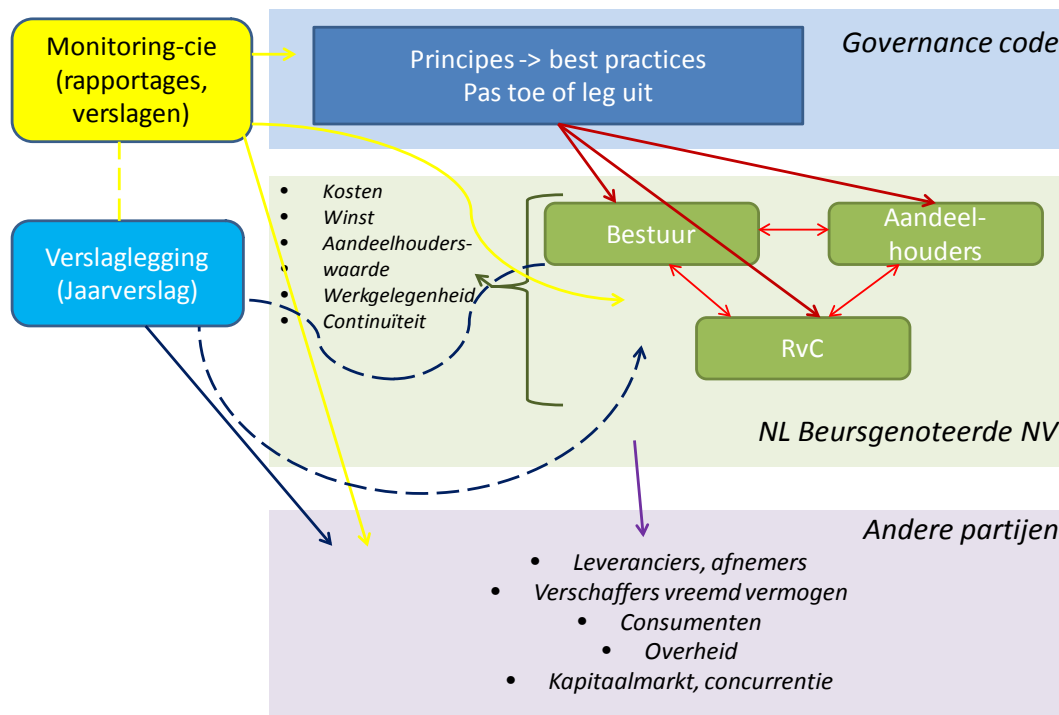 Monitoring-cie
(rapportages,
verslagen)
Principes -> best practices
Pas toe of leg uit
Governance code
Verslaglegging
(Jaarverslag)
• Kosten
• Winst
• Aandeelhouders-
• waarde
• Werkgelegenheid
• Continuïteit
Bestuur
Aandeel-
houders
RvC
NL Beursgenoteerde NV
Andere partijen
• Leveranciers, afnemers
• Verschaffers vreemd vermogen
• Consumenten
• Overheid
• Kapitaalmarkt, concurrentie